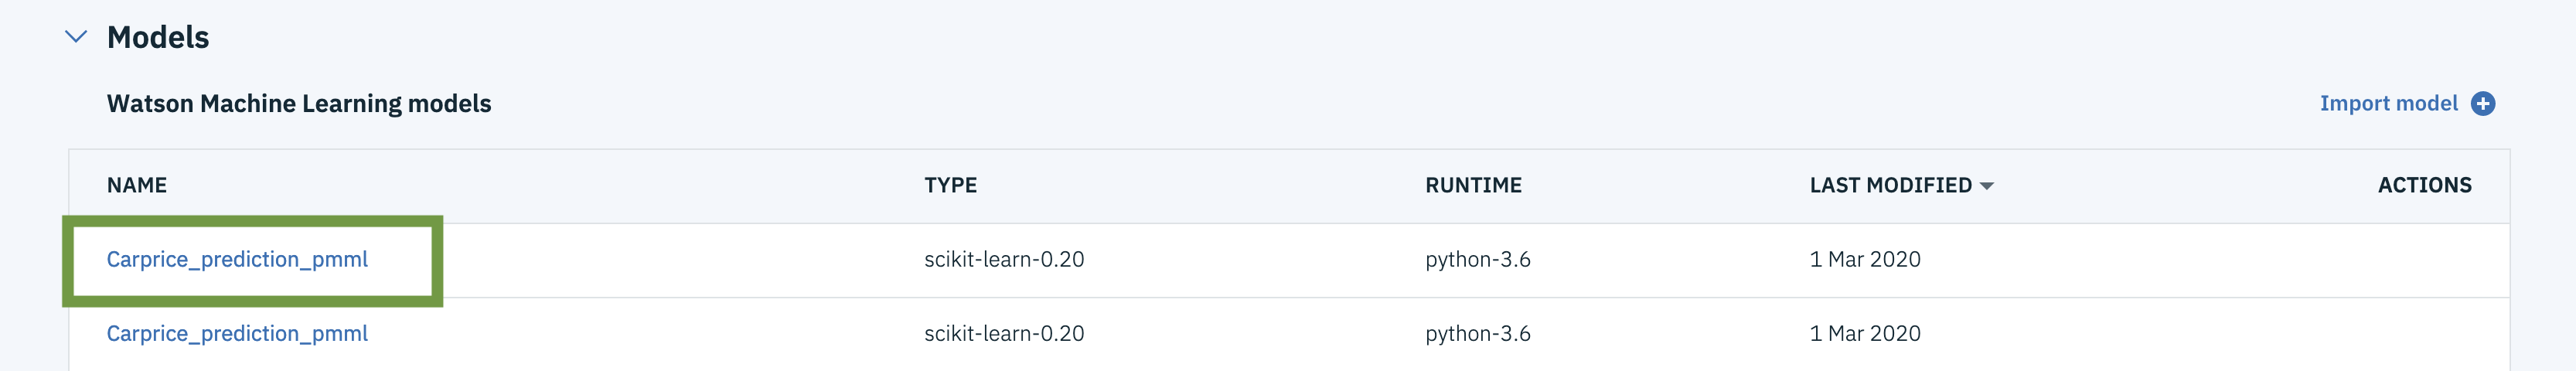 Models
Watson Machine Learning models
Import model
NAME TYPE RUNTIME LAST MODIFIED ACTIONS
Carprice_prediction_pmml scikit-learn-0.20 python-3.6 1 Mar 2020
Carprice_prediction_pmml scikit-learn-0.20 python-3.6 1 Mar 2020